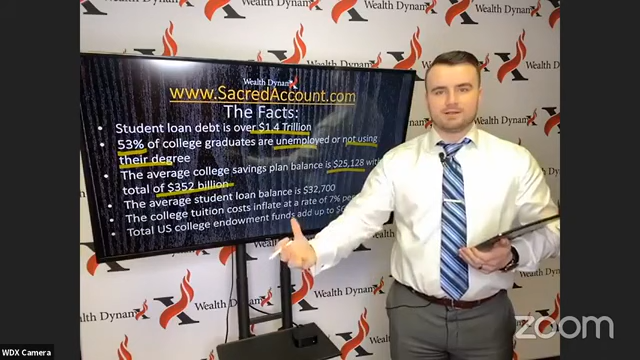 Wealth DynamX
www.SacredAccount.com
The Facts:
• Student loan debt is over $1.4 Trillion
• 53% of college graduates are unemployed or not using
their degree
• The average college savings plan balance is $25,128 with
total of $352 billion
• The average student loan balance is $32,700
• The college tuition costs inflate at a rate of 7% per
• Total US college endowment funds add up to
Wealth DynamX
WDX Camera
zoom